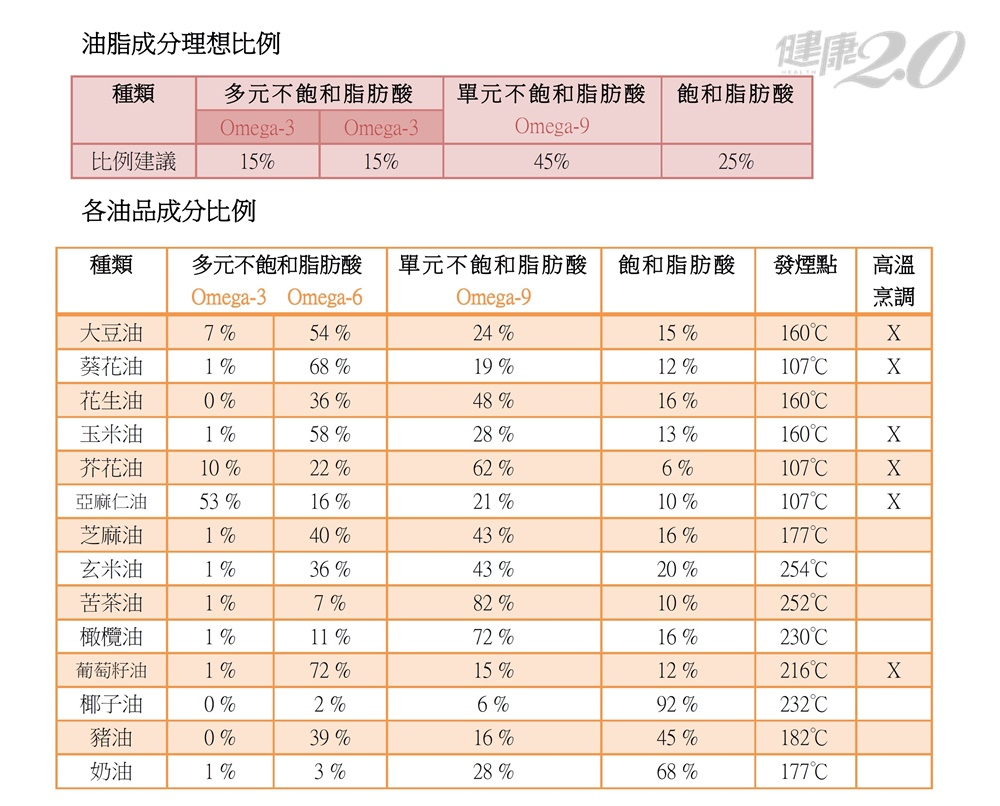 健康2.0
HEALTH
油脂成分理想比例
種類 多元不飽和脂肪酸 單元不飽和脂肪酸 飽和脂肪酸
Omega-3 Omega-3 Omega-9
比例建議 15% 15% 45% 25%
各油品成分比例
種類 多元不飽和脂肪酸 單元不飽和脂肪酸 飽和脂肪酸 發煙點 高溫
Omega-3 Omega-6 Omega-9 烹調
大豆油 7 % 54 % 24 % 15 % 160℃ X
葵花油 1 % 68 % 19 % 12 % 107℃ X
花生油 0 % 36 % 48 % 16 % 160℃
玉米油 1 % 58 % 28 % 13 % 160℃ X
芥花油 10 % 22 % 62 % 6 % 107℃ X
亞麻仁油 53 % 16 % 21 % 10 % 107℃ X
芝麻油 1 % 40 % 43 % 16 % 177℃
玄米油 1 % 36 % 43 % 20 % 254℃
苦茶油 1 % 7 % 82 % 10 % 252℃
橄欖油 1 % 11 % 72 % 16 % 230℃
葡萄籽油 1 % 72 % 15 % 12 % 216℃ X
椰子油 0 % 2 % 6 % 92 % 232℃
豬油 0 % 39 % 16 % 45 % 182℃
奶油 1 % 3 % 28 % 68 % 177℃